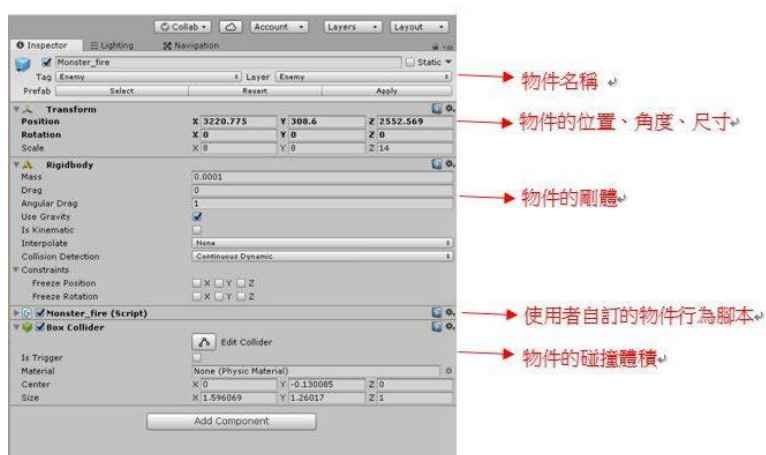 Collab Account Layers Layout
Inspector Lighting Navigation
Monster_fire Static
Tag Enemy Layer Enemy
Prefab Select Revert Apply
物件名稱
Transform
Position X 3220.775 Y 308.6 Z 2552.569
Rotation X 0 Y 0 Z 0
Scale X 8 Y 8 Z 14
物件的位置、角度、尺寸
Rigidbody
Mass 0.0001
Drag 0
Angular Drag 1
Use Gravity
Is Kinematic
Interpolate None
Collision Detection Continuous Dynamic
Constraints
Freeze Position X Y Z
Freeze Rotation X Y Z
物件的剛體
Monster_fire (Script)
使用者自訂的物件行為腳本
Box Collider
Edit Collider
Is Trigger
Material None (Physic Material)
Center X 0 Y -0.130085 Z 0
Size X 1.596069 Y 1.26017 Z 1
物件的碰撞體積
Add Component